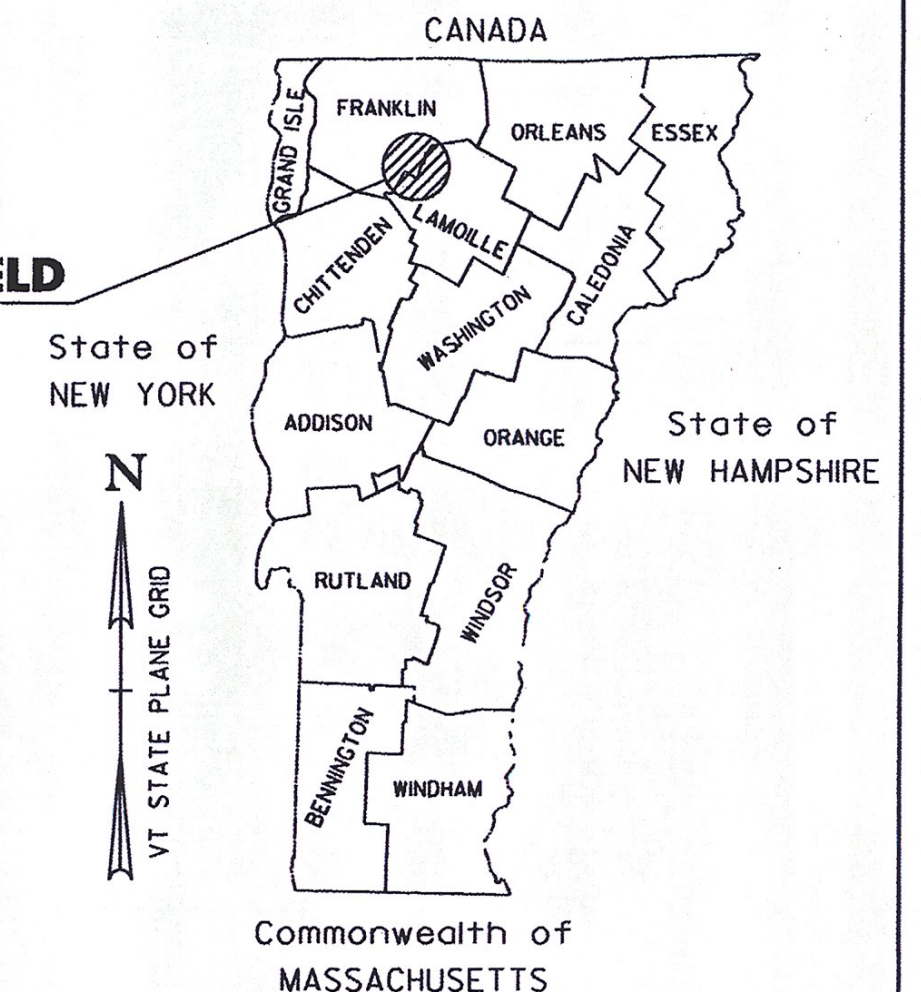 CANADA
GRAND ISLE
FRANKLIN
ORLEANS
ESSEX
LAMOILLE
CHITTENDEN
CALEDONIA
WASHINGTON
ELD
State of
NEW YORK
ADDISON
ORANGE
State of
NEW HAMPSHIRE
N
VT STATE PLANE GRID
RUTLAND
WINDSOR
BENNINGTON
WINDHAM
Commonwealth of
MASSACHUSETTS